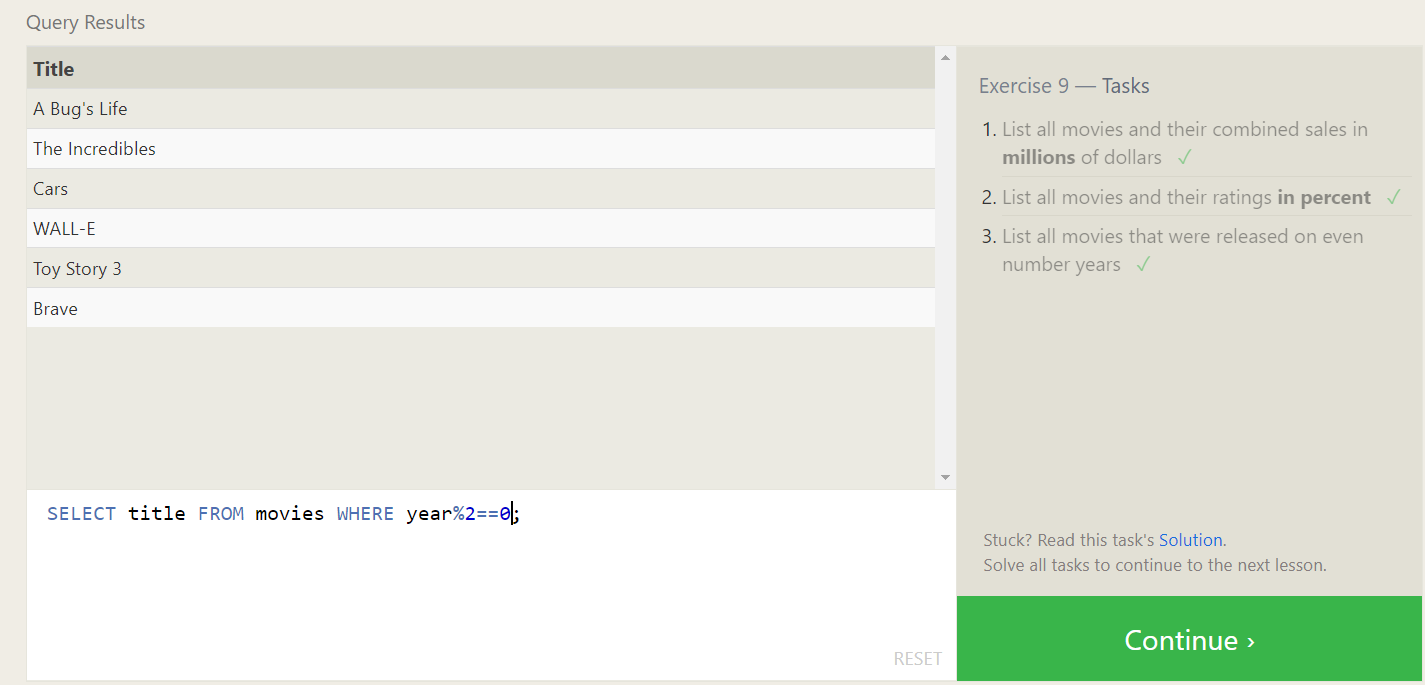 Query Results
Title
A Bug's Life
The Incredibles
Cars
WALL-E
Toy Story 3
Brave
SELECT title FROM movies WHERE year%2==0;
RESET
Exercise 9 — Tasks
1. List all movies and their combined sales in
millions of dollars ✓
2. List all movies and their ratings in percent ✓
3. List all movies that were released on even
number years ✓
Stuck? Read this task's Solution.
Solve all tasks to continue to the next lesson.
Continue ›